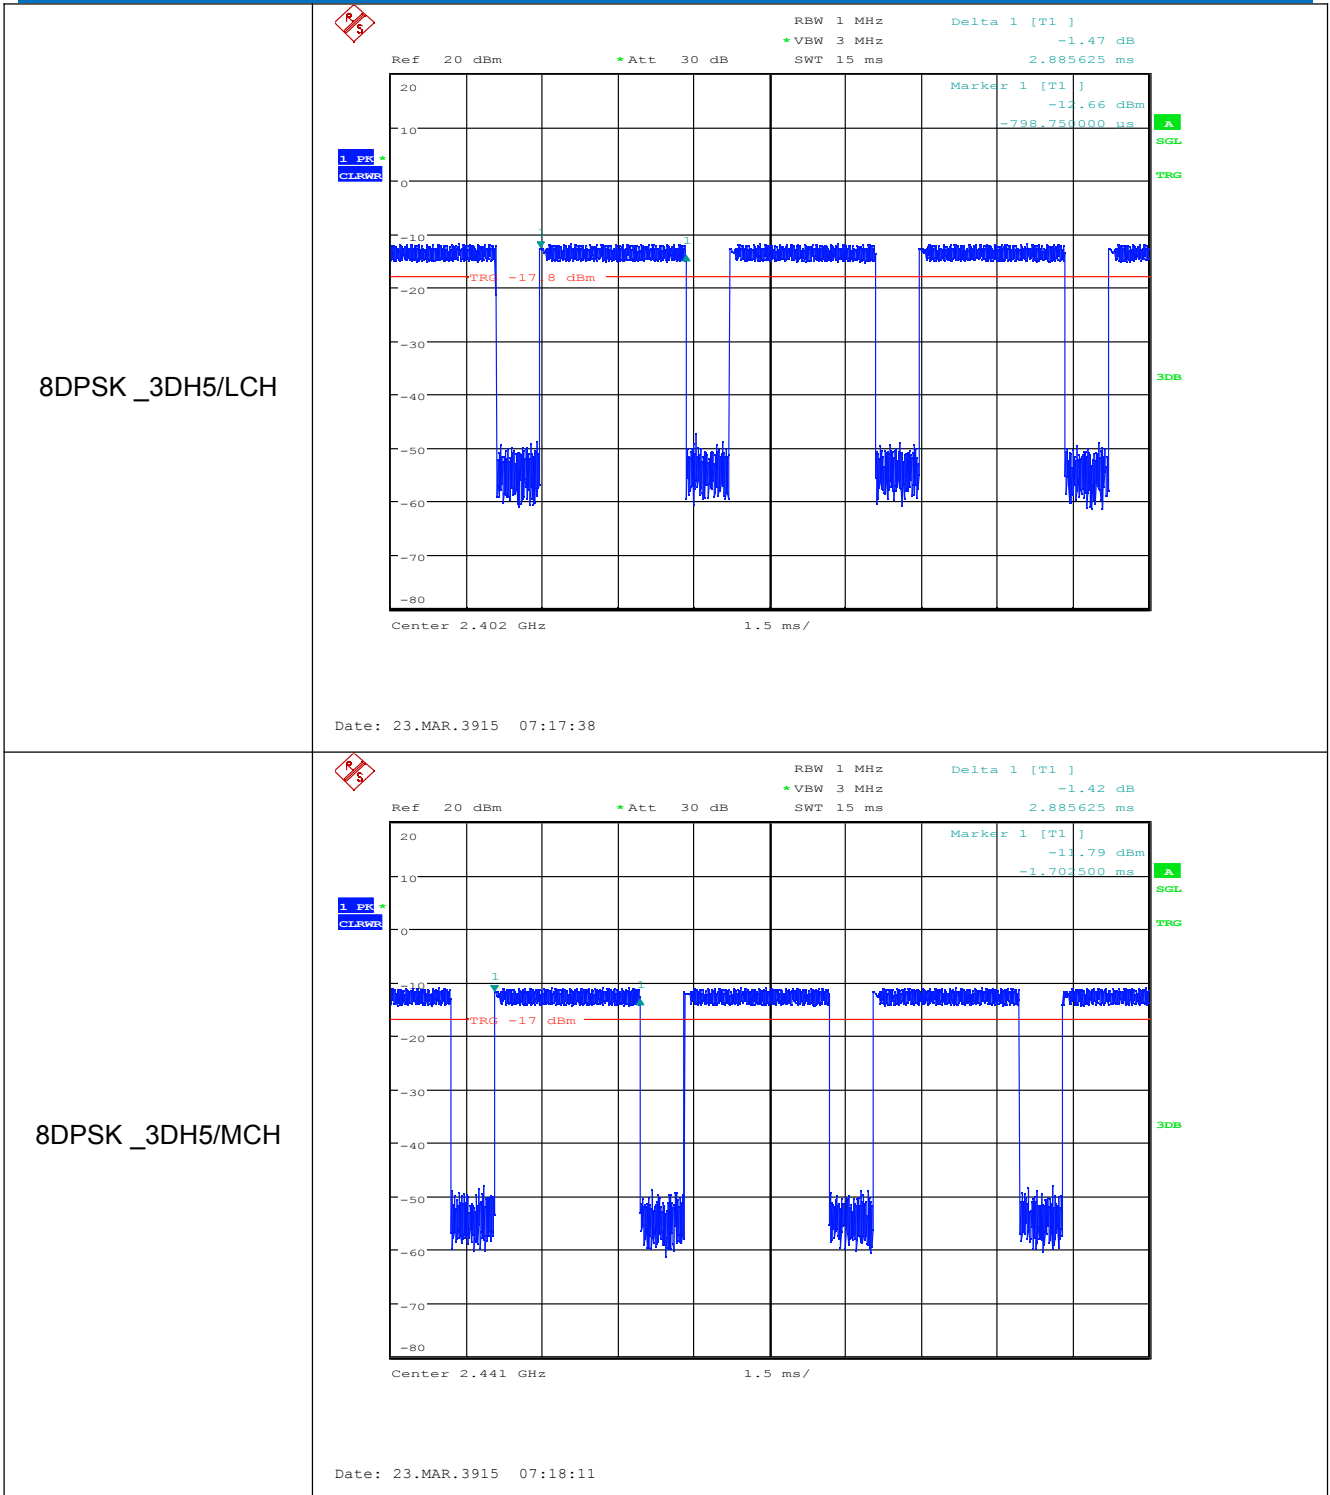 8DPSK _3DH5/LCH
R
S
RBW 1 MHz
Delta 1 [T1 ]
*VBW 3 MHz
-1.47 dB
Ref 20 dBm
*Att 30 dB
SWT 15 ms
2.885625 ms
20
Marker 1 [T1 ]
-12.66 dBm
-798.750000 µs
A
10
SGL
1 PK *
CLRWR
TRG
0
-10
1
1
TRG -17.8 dBm
-20
-30
3DB
-40
-50
-60
-70
-80
Center 2.402 GHz
1.5 ms/
Date: 23.MAR.3915 07:17:38
8DPSK _3DH5/MCH
R
S
RBW 1 MHz
Delta 1 [T1 ]
*VBW 3 MHz
-1.42 dB
Ref 20 dBm
*Att 30 dB
SWT 15 ms
2.885625 ms
20
Marker 1 [T1 ]
-11.79 dBm
-1.702500 ms
A
10
SGL
1 PK *
CLRWR
TRG
0
-10
1
1
TRG -17 dBm
-20
-30
3DB
-40
-50
-60
-70
-80
Center 2.441 GHz
1.5 ms/
Date: 23.MAR.3915 07:18:11